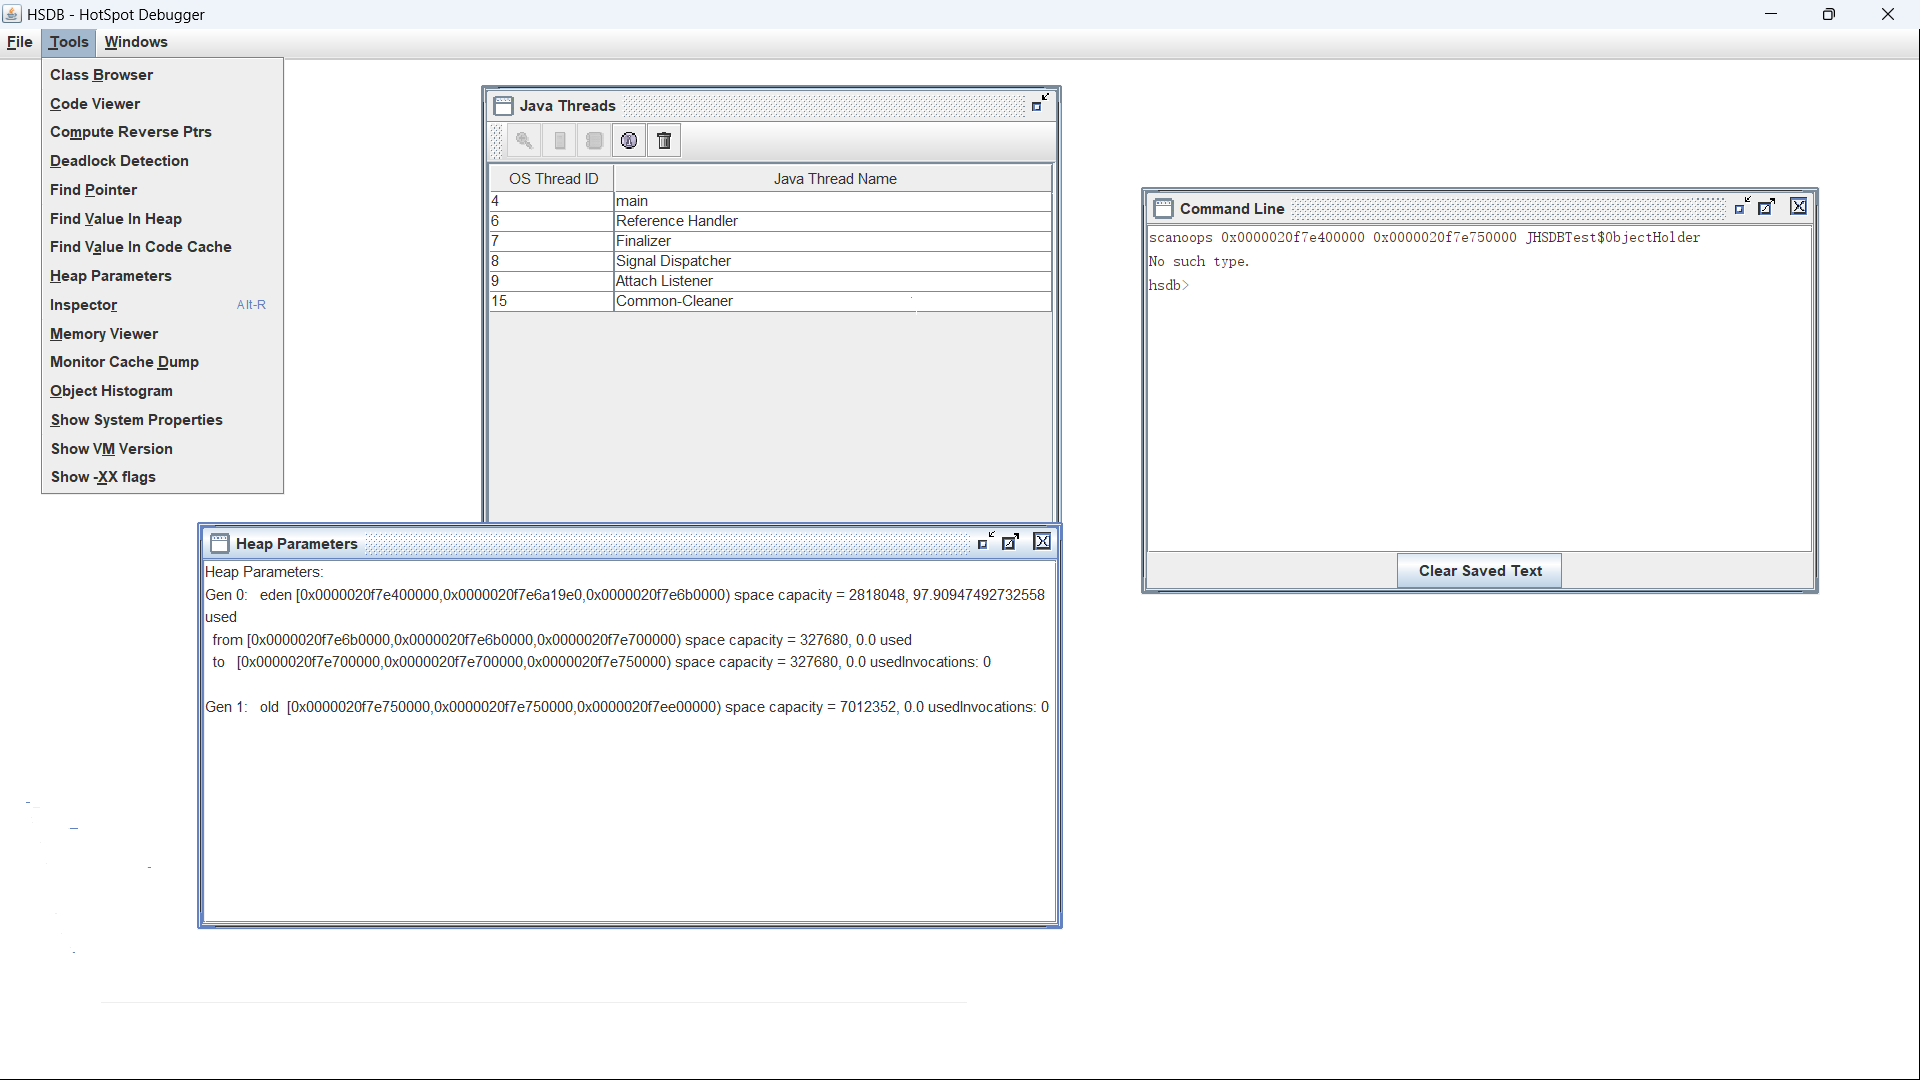 HSDB - HotSpot Debugger
File Tools Windows
Class Browser
Code Viewer
Compute Reverse Ptrs
Deadlock Detection
Find Pointer
Find Value In Heap
Find Value In Code Cache
Heap Parameters
Inspector Alt-R
Memory Viewer
Monitor Cache Dump
Object Histogram
Show System Properties
Show VM Version
Show -XX flags
Java Threads
OS Thread ID Java Thread Name
4 main
6 Reference Handler
7 Finalizer
8 Signal Dispatcher
9 Attach Listener
15 Common-Cleaner
Command Line
scanoops 0x0000020f7e400000 0x0000020f7e750000 JHSDBTest$ObjectHolder
No such type.
hsdb>
Clear Saved Text
Heap Parameters
Heap Parameters:
Gen 0: eden [0x0000020f7e400000,0x0000020f7e6a19e0,0x0000020f7e6b0000) space capacity = 2818048, 97.90947492732558
used
from [0x0000020f7e6b0000,0x0000020f7e6b0000,0x0000020f7e700000) space capacity = 327680, 0.0 used
to [0x0000020f7e700000,0x0000020f7e700000,0x0000020f7e750000) space capacity = 327680, 0.0 usedInvocations: 0
Gen 1: old [0x0000020f7e750000,0x0000020f7e750000,0x0000020f7ee00000) space capacity = 7012352, 0.0 usedInvocations: 0